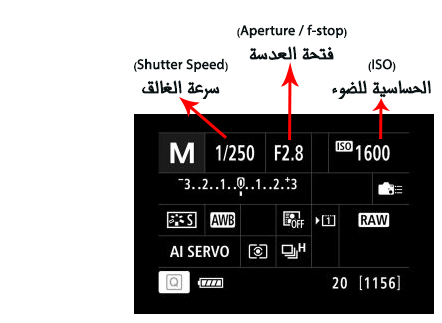 (Aperture / f-stop)
فتحة العدسة
(Shutter Speed)
سرعة الغالق
(ISO)
الحساسية للضوء
M 1/250 F2.8 ISO 1600
-3..2..1..0..1..2..+3
S AWB OFF RAW
AI SERVO H
Q 20 [1156]